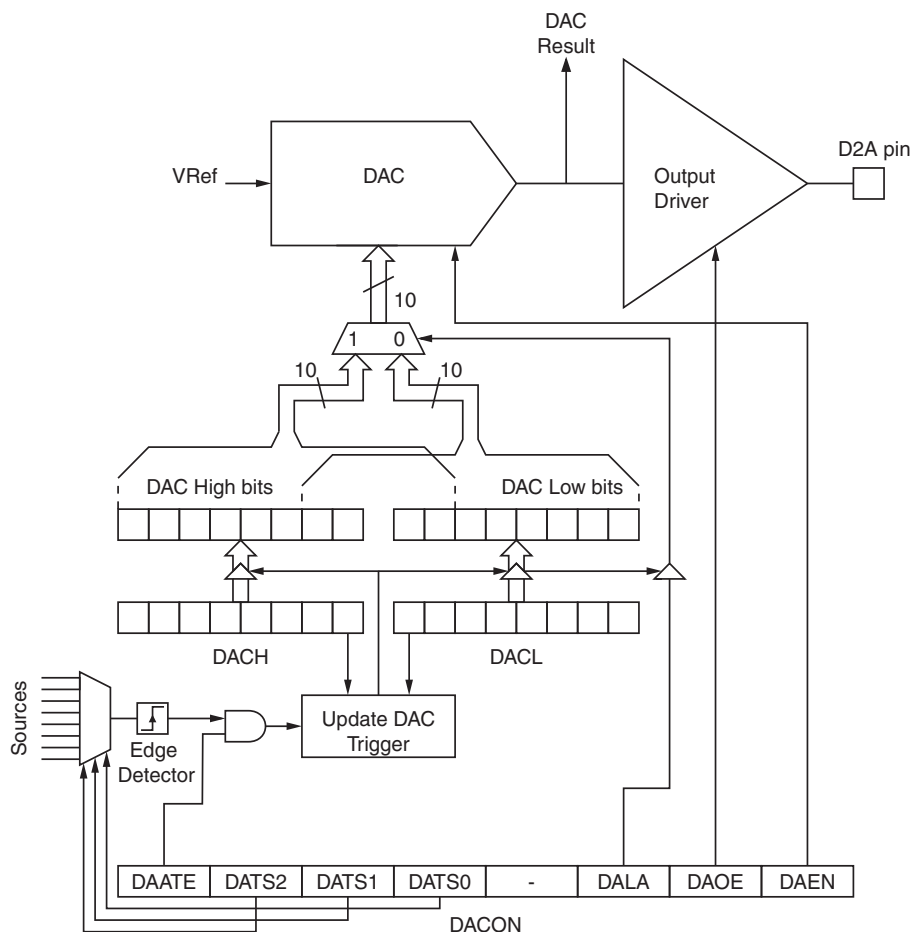 DAC
Result
D2A pin
VRef
DAC
Output
Driver
10
1 0
10
10
DAC High bits
DAC Low bits
DACH
DACL
Sources
Edge
Detector
Update DAC
Trigger
DAATE DATS2 DATS1 DATS0 - DALA DAOE DAEN
DACON